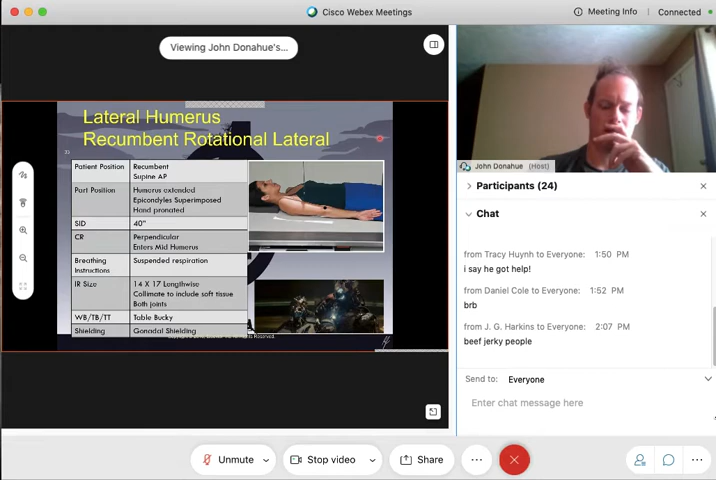 Cisco Webex Meetings
Meeting Info
Connected
Viewing John Donahue's...
Lateral Humerus
Recumbent Rotational Lateral
Patient Position
Recumbent
Supine AP
Part Position
Humerus extended
Epicondyles Superimposed
Hand pronated
SID
40"
CR
Perpendicular
Enters Mid Humerus
Breathing
Instructions
Suspended respiration
IR Size
14 X 17 Lengthwise
Collimate to include soft tissue
Both joints
WB/TB/TT
Table Bucky
Shielding
Gonadal Shielding
Rights Reserved.
John Donahue (Host)
Participants (24)
Chat
from Tracy Huynh to Everyone: 1:50 PM
i say he got help!
from Daniel Cole to Everyone: 1:52 PM
brb
from J. G. Harkins to Everyone: 2:07 PM
beef jerky people
Send to: Everyone
Enter chat message here
Unmute
Stop video
Share